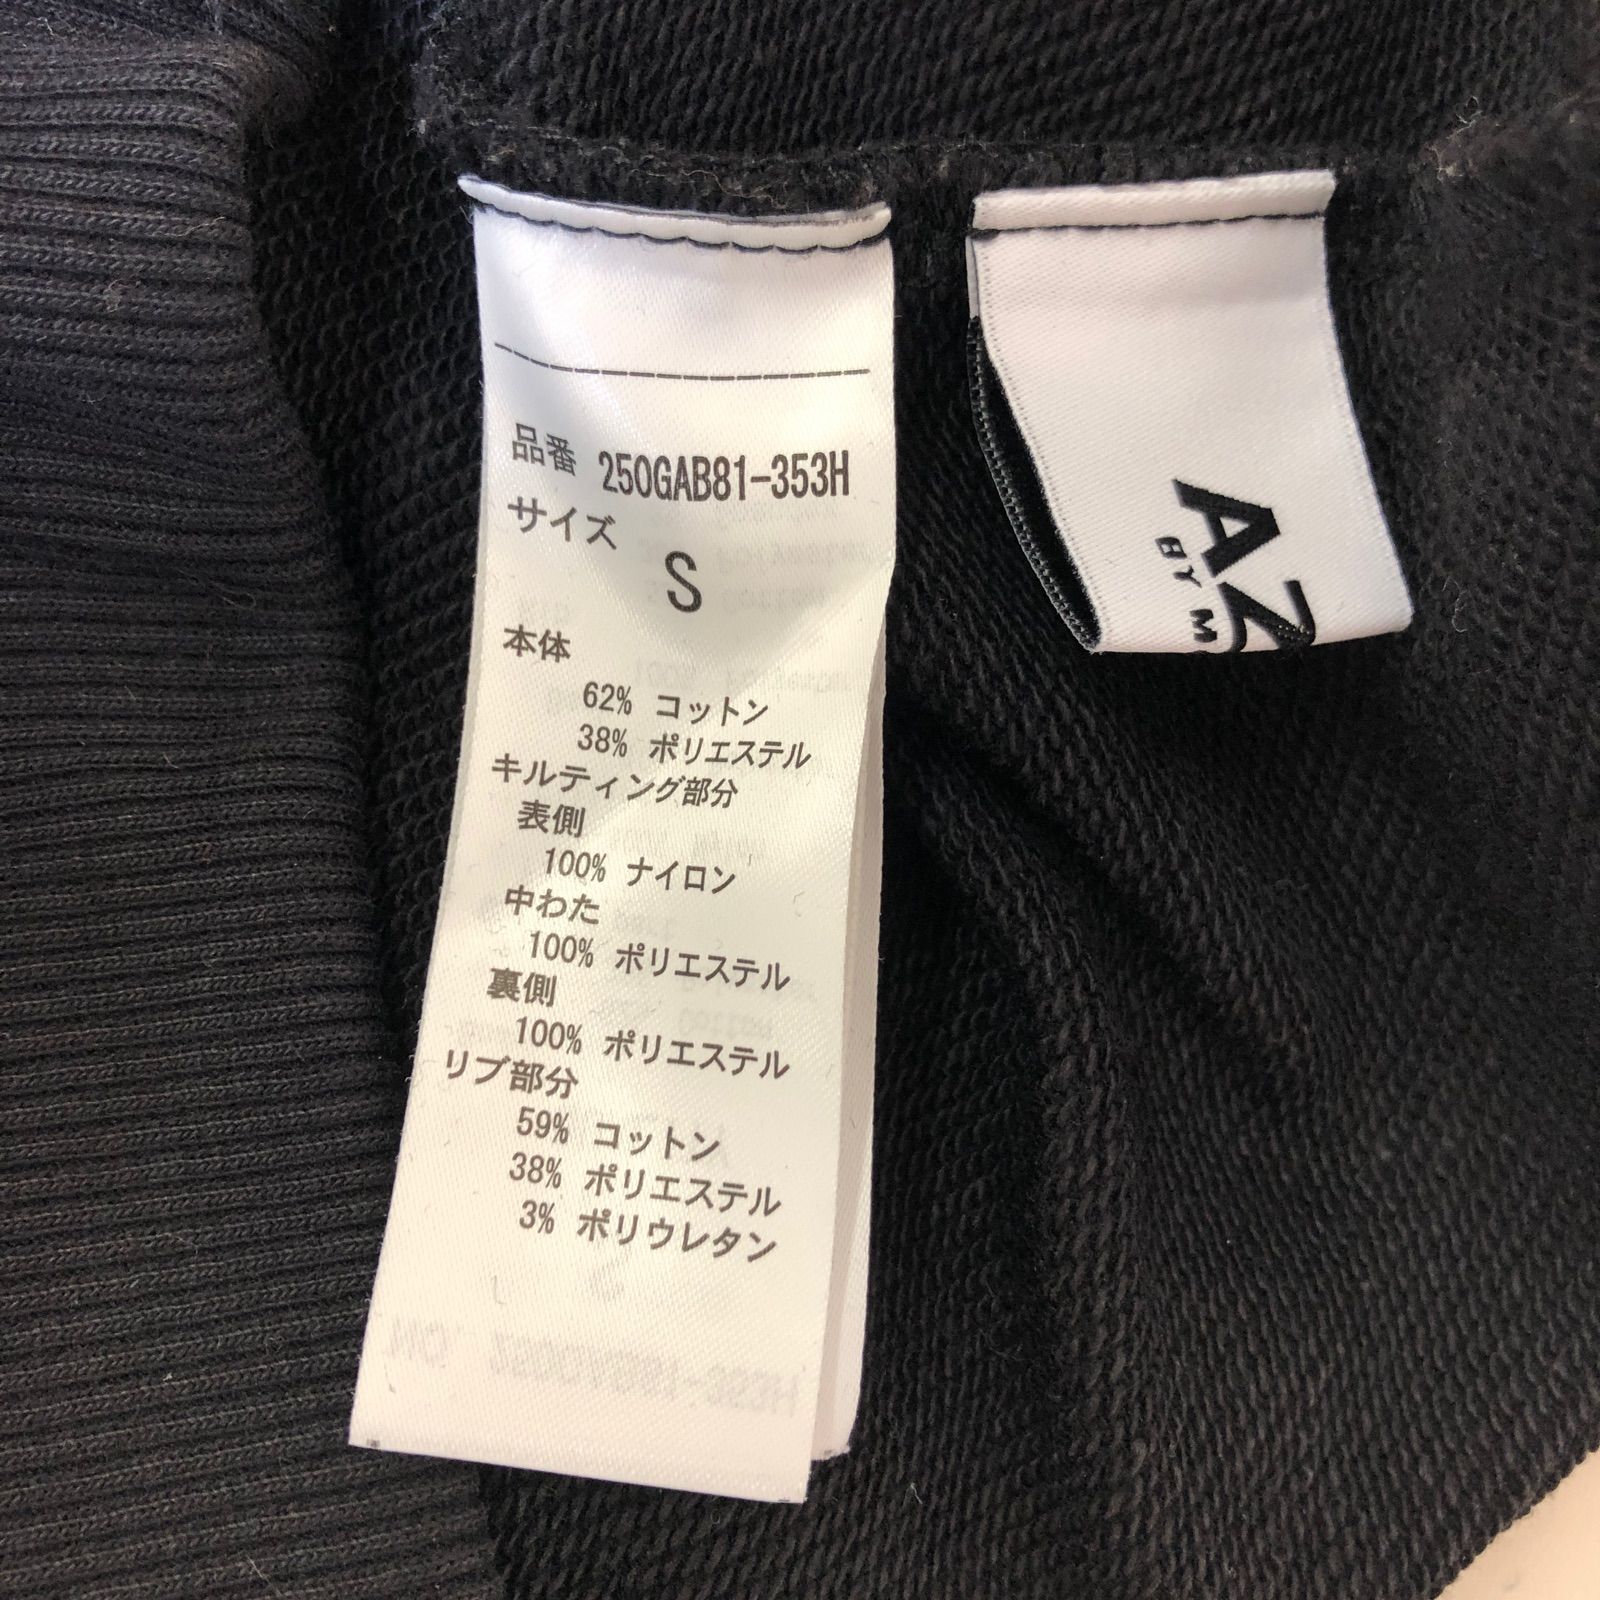 品番 250GAB81-353H
サイズ
S
本体
62% コットン
38% ポリエステル
キルティング部分
表側
100% ナイロン
中わた
100% ポリエステル
裏側
100% ポリエステル
リブ部分
59% コットン
38% ポリエステル
3% ポリウレタン
AZ
BY M